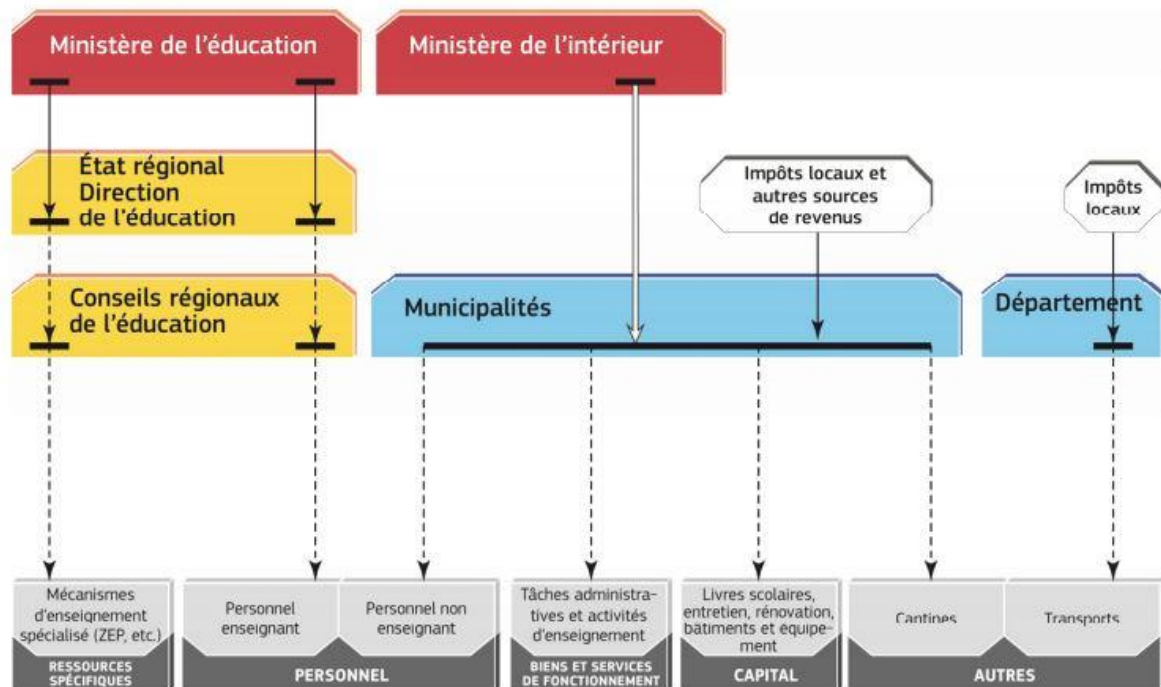 Ministère de l'éducation
Ministère de l'intérieur
État régional
Direction
de l'éducation
Impôts locaux et
autres sources
de revenus
Impôts
locaux
Conseils régionaux
de l'éducation
Municipalités
Département
Mécanismes
d'enseignement
spécialisé (ZEP, etc.)
Personnel
enseignant
Personnel non
enseignant
Tâches administra-
tives et activités
d'enseignement
Livres scolaires,
entretien, rénovation,
bâtiments et équipe-
ment
Cantines
Transports
RESSOURCES
SPÉCIFIQUES
PERSONNEL
BIENS ET SERVICES
DE FONCTIONNEMENT
CAPITAL
AUTRES